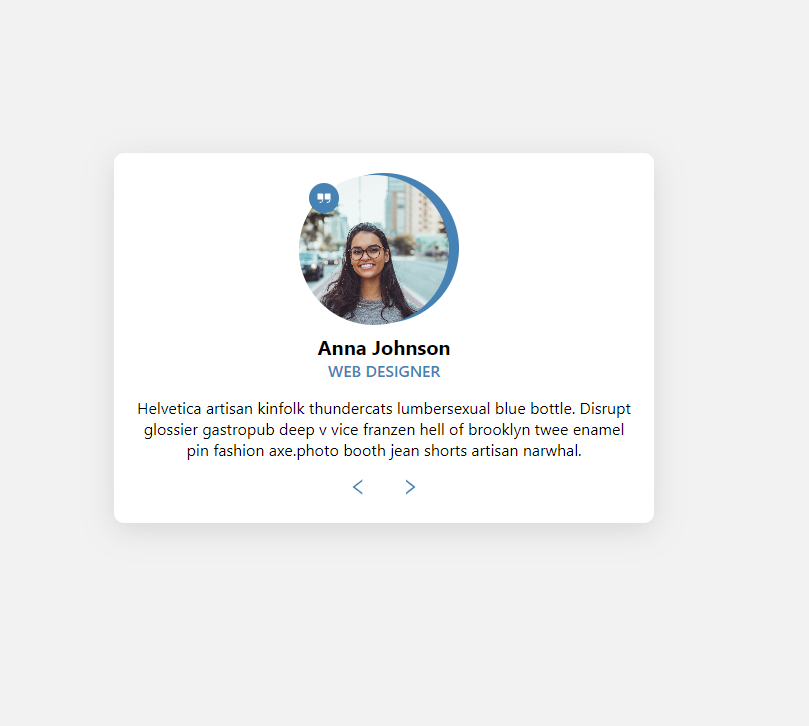 Anna Johnson
WEB DESIGNER
Helvetica artisan kinfolk thundercats lumbersexual blue bottle. Disrupt
glossier gastropub deep v vice franzen hell of brooklyn twee enamel
pin fashion axe.photo booth jean shorts artisan narwhal.